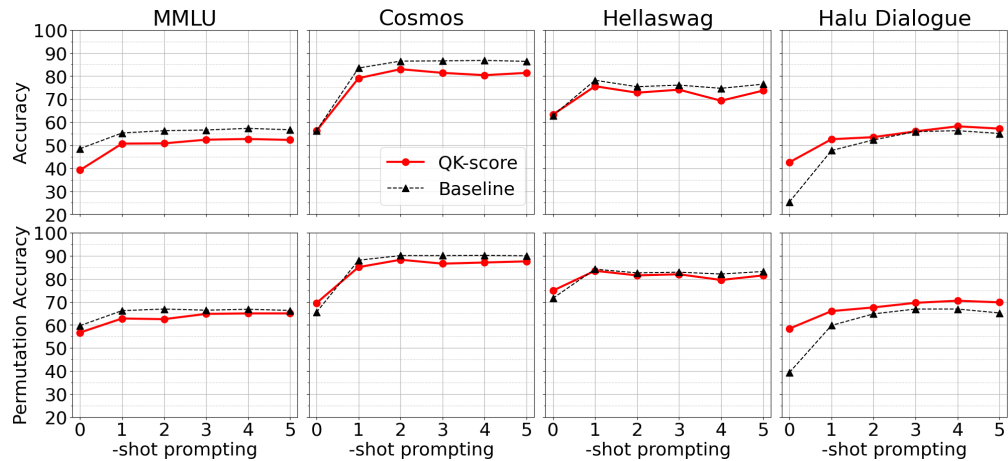 MMLU
Cosmos
Hellaswag
Halu Dialogue
Accuracy
100
90
80
70
60
50
40
30
20
QK-score
Baseline
Permutation Accuracy
100
90
80
70
60
50
40
30
20
0 1 2 3 4 5
-shot prompting
0 1 2 3 4 5
-shot prompting
0 1 2 3 4 5
-shot prompting
0 1 2 3 4 5
-shot prompting